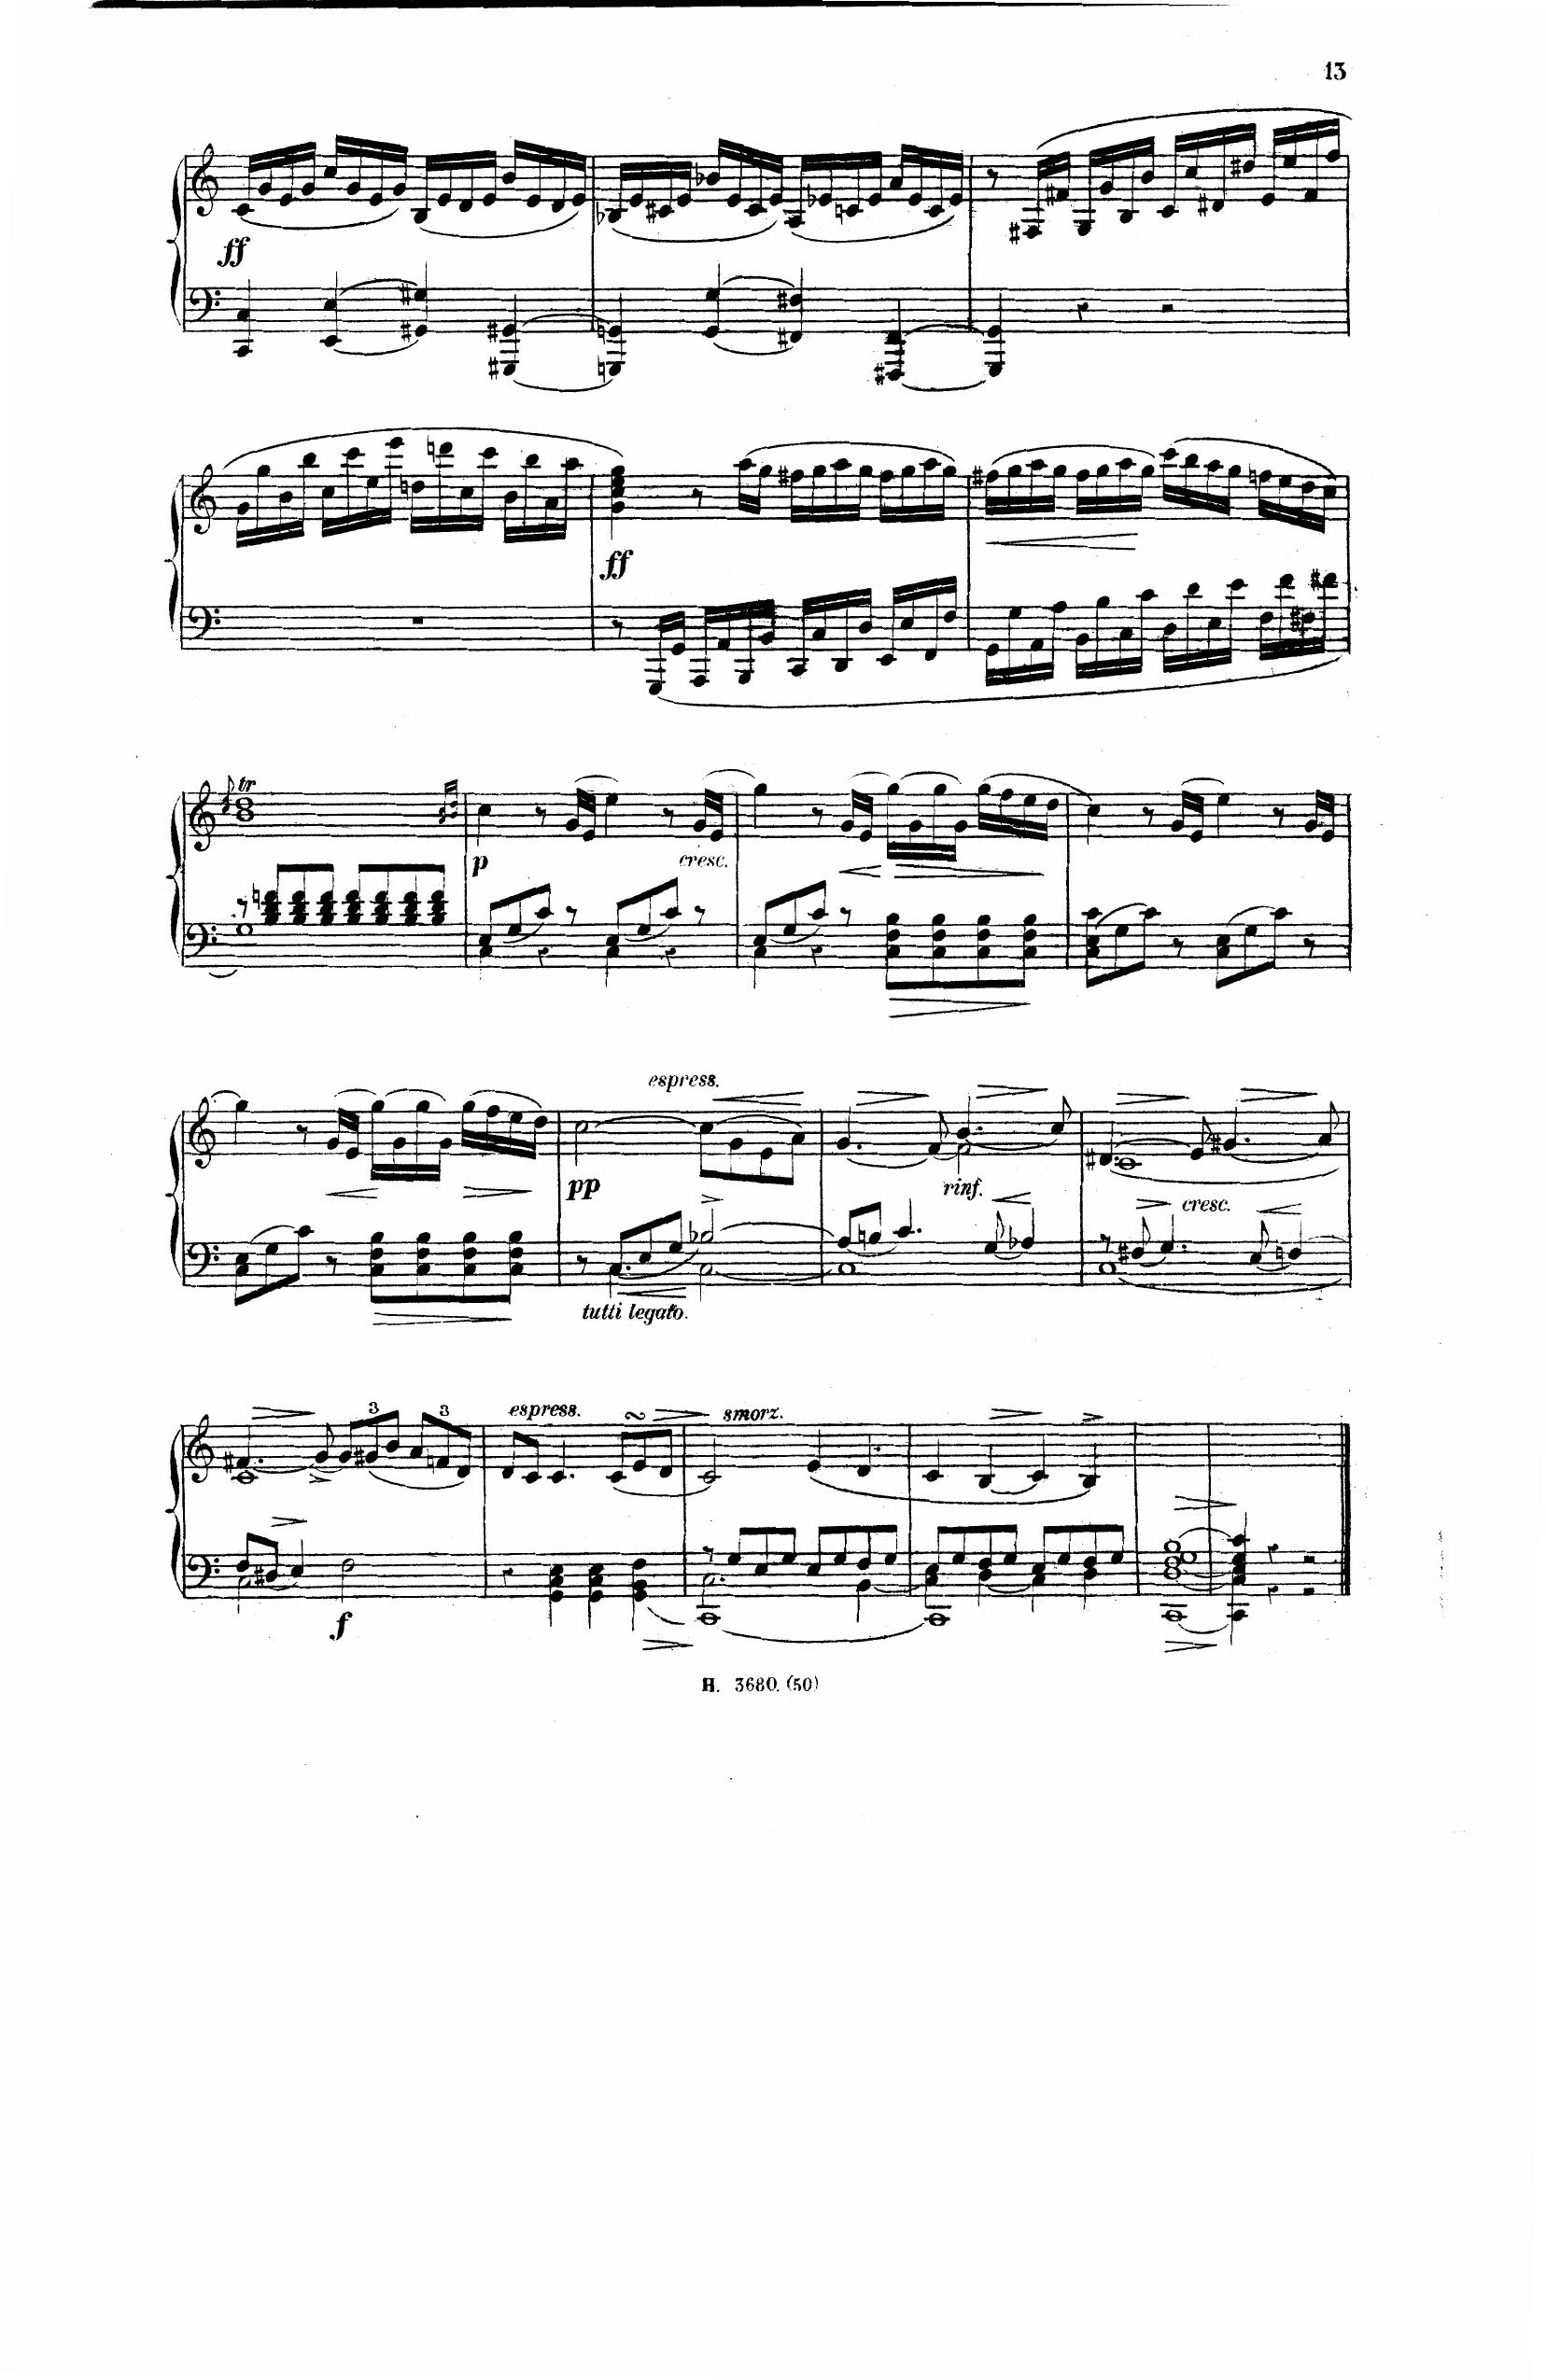 13
ff
ff
tr
p cresc.
espress.
pp rinf. cresc.
tutti legato.
3 3 espress. smorz.
f
H. 3680. (50)